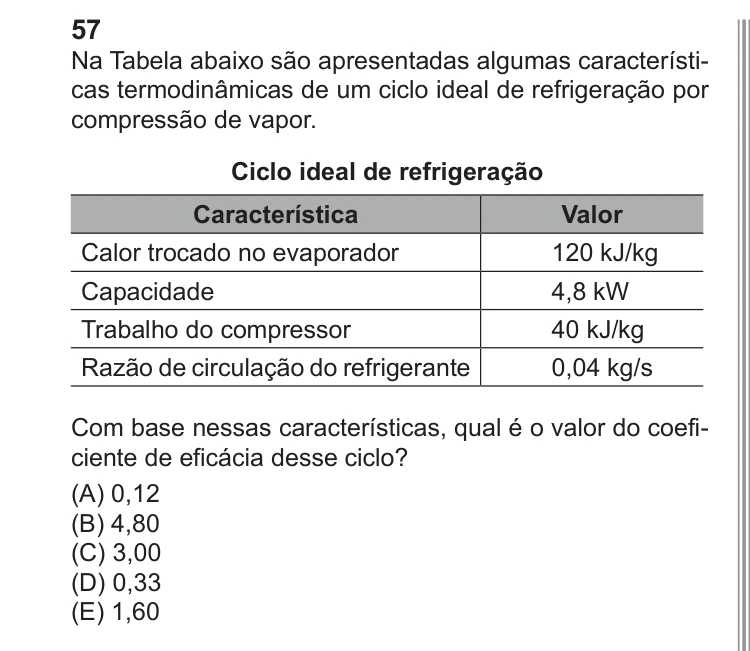 57
Na Tabela abaixo são apresentadas algumas característi-
cas termodinâmicas de um ciclo ideal de refrigeração por
compressão de vapor.
Ciclo ideal de refrigeração
Característica Valor
Calor trocado no evaporador 120 kJ/kg
Capacidade 4,8 kW
Trabalho do compressor 40 kJ/kg
Razão de circulação do refrigerante 0,04 kg/s
Com base nessas características, qual é o valor do coefi-
ciente de eficácia desse ciclo?
(A) 0,12
(B) 4,80
(C) 3,00
(D) 0,33
(E) 1,60